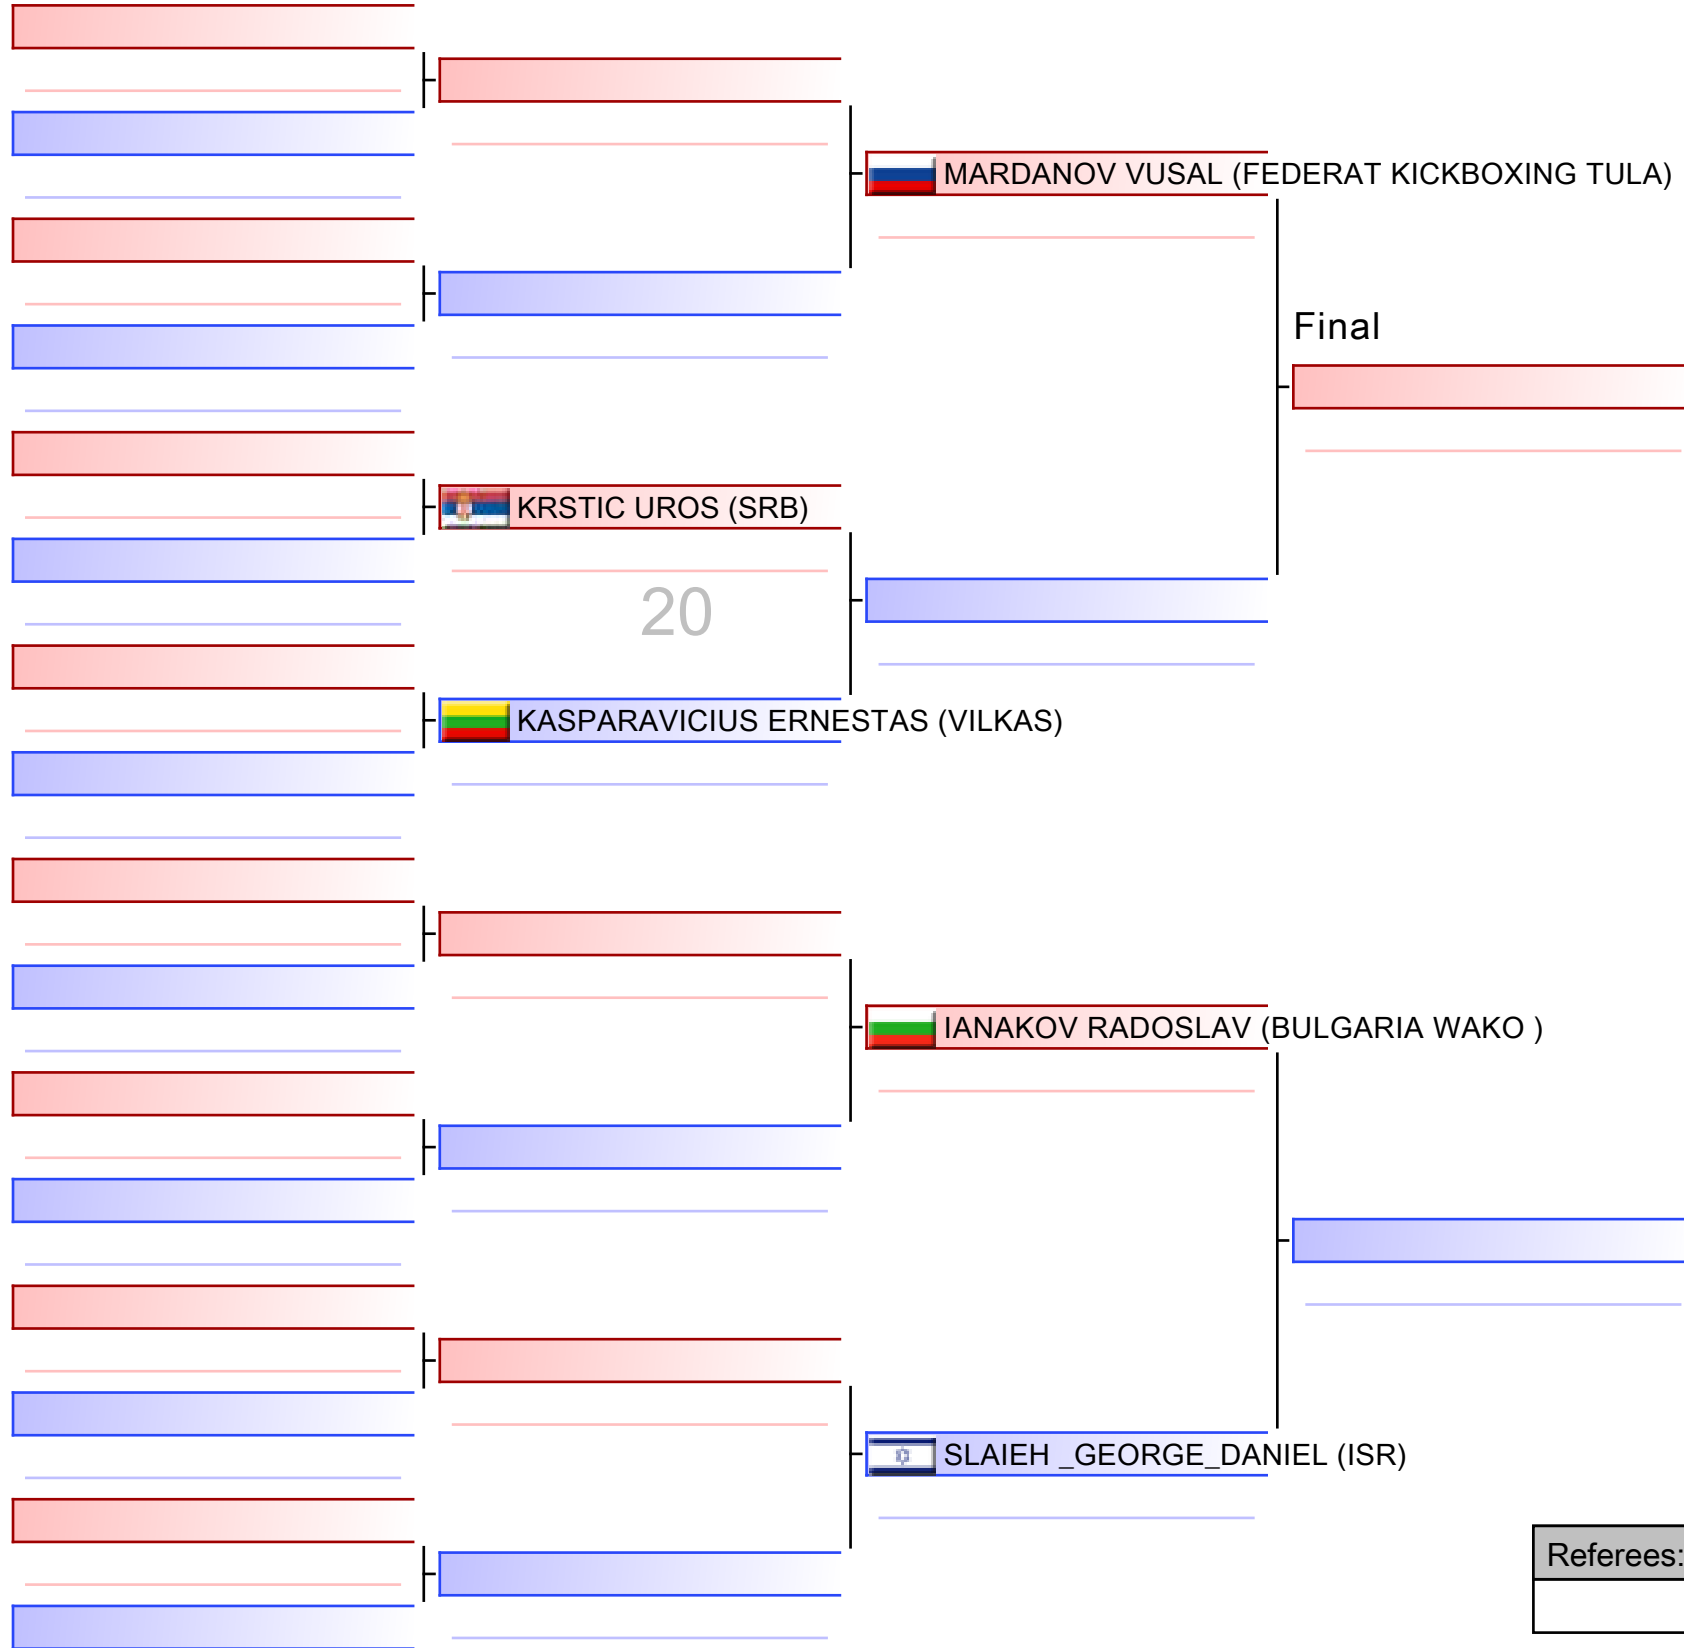 MARDANOV VUSAL (FEDERAT KICKBOXING TULA)
Final
KRSTIC UROS (SRB)
20
KASPARAVICIUS ERNESTAS (VILKAS)
IANAKOV RADOSLAV (BULGARIA WAKO )
SLAIEH _GEORGE_DANIEL (ISR)
Referees: